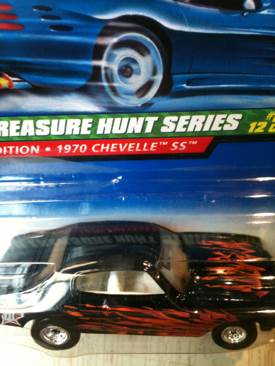 REASURE HUNT SERIES
DITION • 1970 CHEVELLE™ SS™